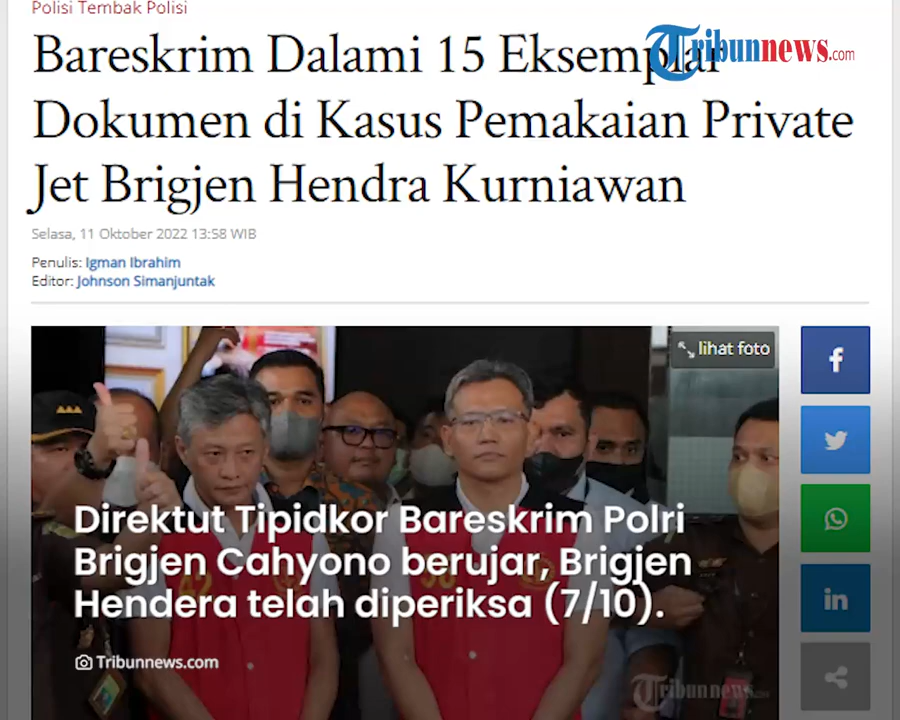 Polisi Tembak Polisi
Bareskrim Dalami 15 Eksemplar
Tribunnews.com
Dokumen di Kasus Pemakaian Private
Jet Brigjen Hendra Kurniawan
Selasa, 11 Oktober 2022 13:58 WIB
Penulis: Igman Ibrahim
Editor: Johnson Simanjuntak
lihat foto
Direktut Tipidkor Bareskrim Polri
Brigjen Cahyono berujar, Brigjen
Hendera telah diperiksa (7/10).
Tribunnews.com
Tribunnews.com